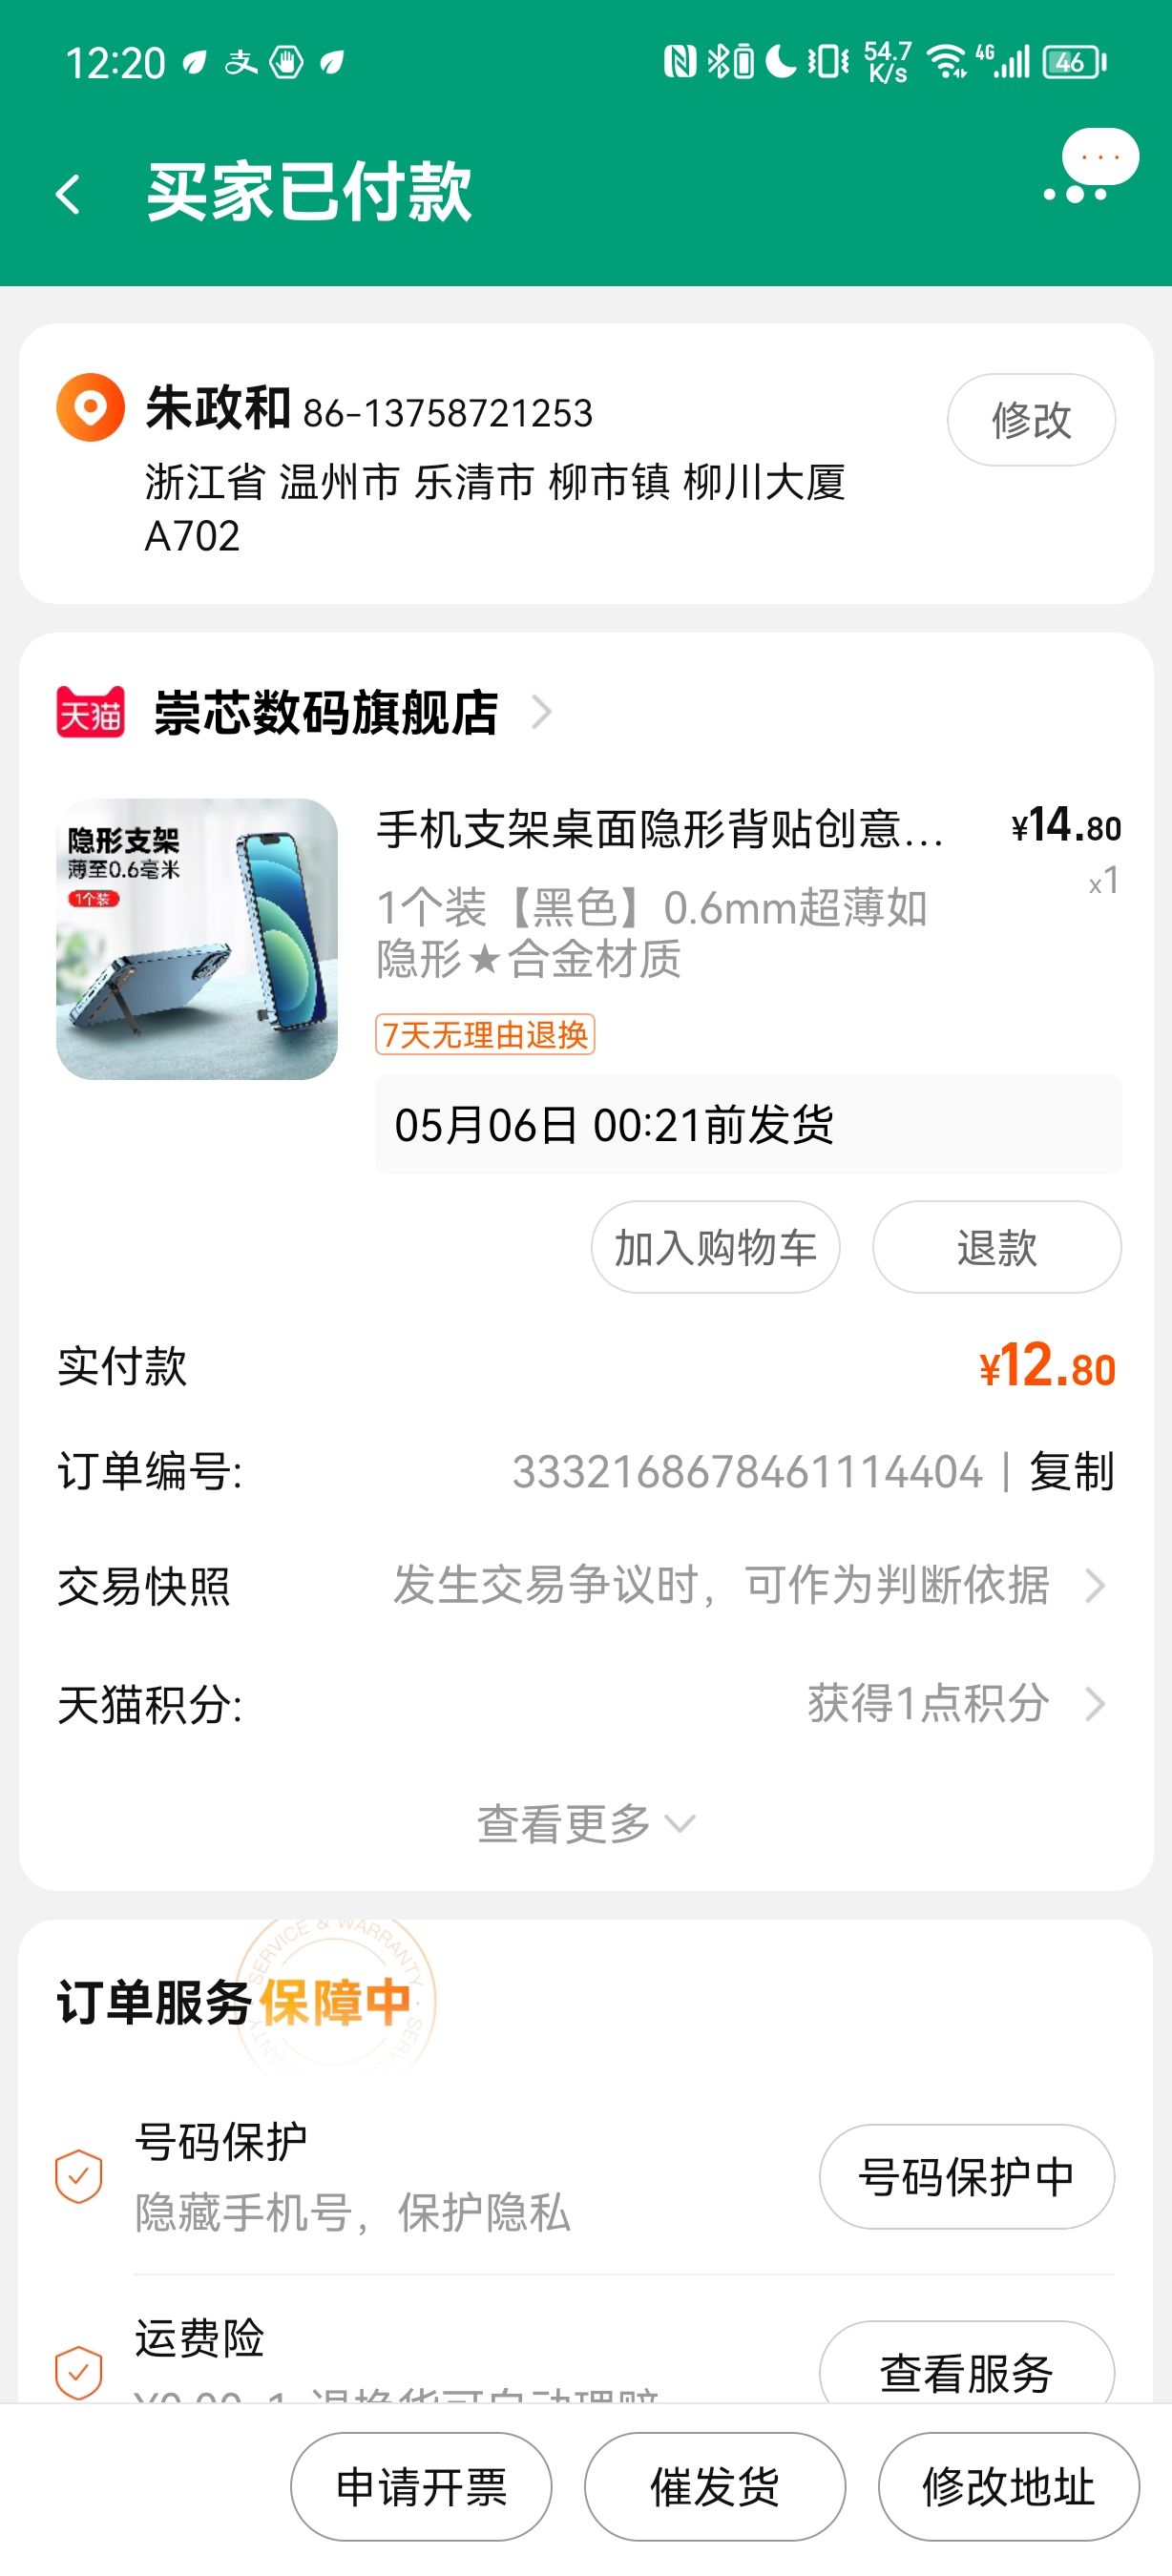 12:20
支
54.7
K/s
4G
46
买家已付款
朱政和 86-13758721253
修改
浙江省 温州市 乐清市 柳市镇 柳川大厦
A702
天猫 崇芯数码旗舰店
隐形支架
薄至0.6毫米
1个装
手机支架桌面隐形背贴创意...
¥14.80
x1
1个装【黑色】0.6mm超薄如
隐形★合金材质
7天无理由退换
05月06日 00:21前发货
加入购物车 退款
实付款 ¥12.80
订单编号: 3332168678461114404 | 复制
交易快照 发生交易争议时，可作为判断依据
天猫积分: 获得1点积分
查看更多
SERVICE & WARRANTY
订单服务保障中
号码保护
隐藏手机号，保护隐私
号码保护中
运费险
查看服务
申请开票 催发货 修改地址